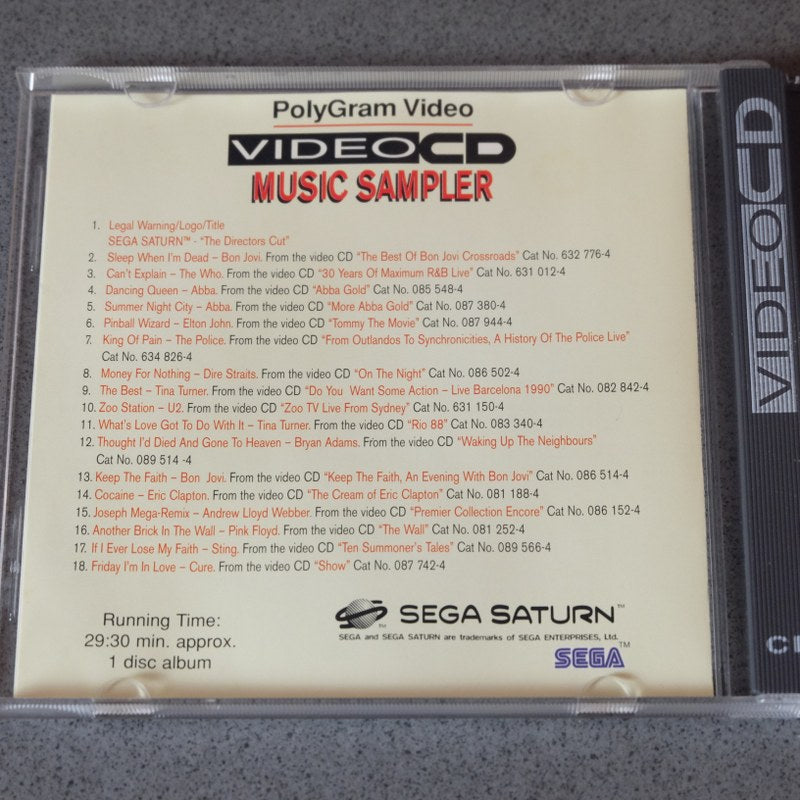 PolyGram Video
VIDEO CD
MUSIC SAMPLER
1. Legal Warning/Logo/Title
SEGA SATURN™ - "The Directors Cut"
2. Sleep When I'm Dead – Bon Jovi. From the video CD "The Best Of Bon Jovi Crossroads" Cat No. 632 776-4
3. Can't Explain – The Who. From the video CD "30 Years Of Maximum R&B Live" Cat No. 631 012-4
4. Dancing Queen – Abba. From the video CD "Abba Gold" Cat No. 085 548-4
5. Summer Night City – Abba. From the video CD "More Abba Gold" Cat No. 087 380-4
6. Pinball Wizard – Elton John. From the video CD "Tommy The Movie" Cat No. 087 944-4
7. King Of Pain – The Police. From the video CD "From Outlandos To Synchronicities, A History Of The Police Live"
Cat No. 634 826-4
8. Money For Nothing – Dire Straits. From the video CD "On The Night" Cat No. 086 502-4
9. The Best – Tina Turner. From the video CD "Do You Want Some Action – Live Barcelona 1990" Cat No. 082 842-4
10. Zoo Station – U2. From the video CD "Zoo TV Live From Sydney" Cat No. 631 150-4
11. What's Love Got To Do With It – Tina Turner. From the video CD "Rio 88" Cat No. 083 340-4
12. Thought I'd Died And Gone To Heaven – Bryan Adams. From the video CD "Waking Up The Neighbours"
Cat No. 089 514 -4
13. Keep The Faith – Bon Jovi. From the video CD "Keep The Faith, An Evening With Bon Jovi" Cat No. 086 514-4
14. Cocaine – Eric Clapton. From the video CD "The Cream of Eric Clapton" Cat No. 081 188-4
15. Joseph Mega-Remix – Andrew Lloyd Webber. From the video CD "Premier Collection Encore" Cat No. 086 152-4
16. Another Brick In The Wall – Pink Floyd. From the video CD "The Wall" Cat No. 081 252-4
17. If I Ever Lose My Faith – Sting. From the video CD "Ten Summoner's Tales" Cat No. 089 566-4
18. Friday I'm In Love – Cure. From the video CD "Show" Cat No. 087 742-4
Running Time:
29:30 min. approx.
1 disc album
SEGA SATURN™
SEGA and SEGA SATURN are trademarks of SEGA ENTERPRISES, Ltd.
SEGA™
VIDEO CD